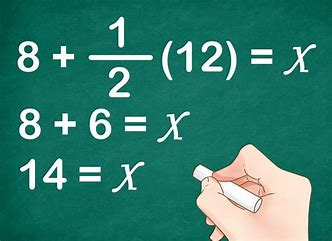 8 + 1/2 (12) = x
8 + 6 = x
14 = x